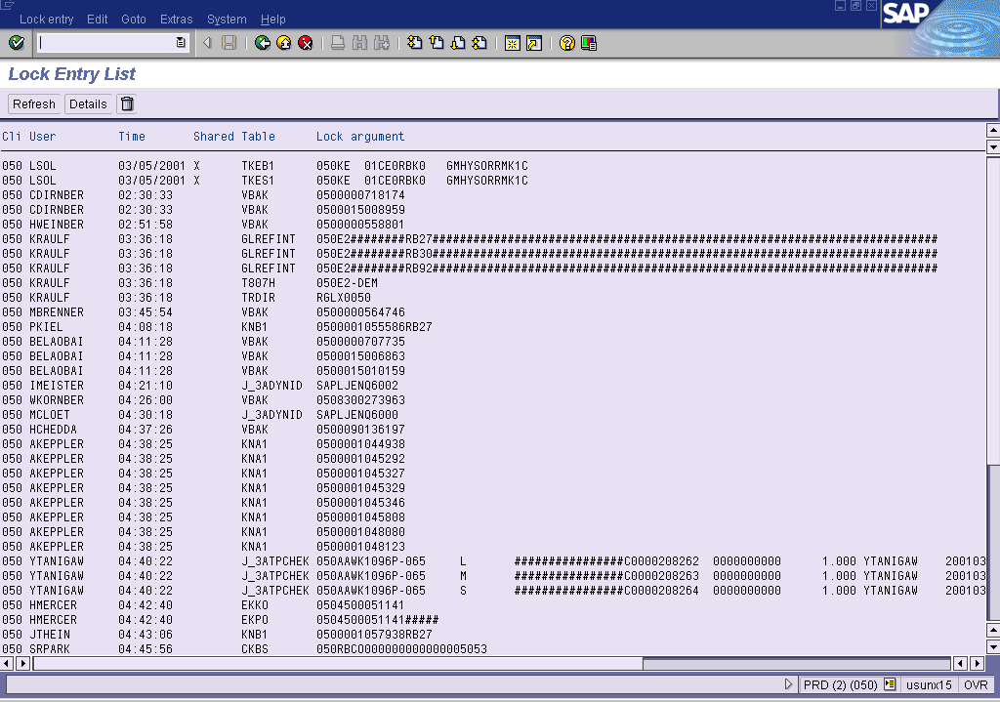 Lock entry Edit Goto Extras System Help
SAP
Lock Entry List
Refresh Details
Cli User Time Shared Table Lock argument
050 LSOL 03/05/2001 X TKEB1 050KE 01CE0RBK0 GMHYSORRMK1C
050 LSOL 03/05/2001 X TKES1 050KE 01CE0RBK0 GMHYSORRMK1C
050 CDIRNBER 02:30:33 VBAK 0500000718174
050 CDIRNBER 02:30:33 VBAK 0500015008959
050 HWEINBER 02:51:58 VBAK 0500000558801
050 KRAULF 03:36:18 GLREFINT 050E2########RB27##########################################################################
050 KRAULF 03:36:18 GLREFINT 050E2########RB30##########################################################################
050 KRAULF 03:36:18 GLREFINT 050E2########RB92##########################################################################
050 KRAULF 03:36:18 T807H 050E2-DEM
050 KRAULF 03:36:18 TRDIR RGLX0050
050 MBRENNER 03:45:54 VBAK 0500000564746
050 PKIEL 04:08:18 KNB1 0500001055586RB27
050 BELAOBAI 04:11:28 VBAK 0500000707735
050 BELAOBAI 04:11:28 VBAK 0500015006863
050 BELAOBAI 04:11:28 VBAK 0500015010159
050 IMEISTER 04:21:10 J_3ADYNID SAPLJENQ6002
050 WKORNBER 04:26:00 VBAK 0508300273963
050 MCLOET 04:30:18 J_3ADYNID SAPLJENQ6000
050 HCHEDDA 04:37:26 VBAK 0500090136197
050 AKEPPLER 04:38:25 KNA1 0500001044938
050 AKEPPLER 04:38:25 KNA1 0500001045292
050 AKEPPLER 04:38:25 KNA1 0500001045327
050 AKEPPLER 04:38:25 KNA1 0500001045329
050 AKEPPLER 04:38:25 KNA1 0500001045346
050 AKEPPLER 04:38:25 KNA1 0500001045808
050 AKEPPLER 04:38:25 KNA1 0500001048080
050 AKEPPLER 04:38:25 KNA1 0500001048123
050 YTANIGAW 04:40:22 J_3ATPCHEK 050AAWK1096P-065 L ################C0000208262 0000000000 1.000 YTANIGAW 200103
050 YTANIGAW 04:40:22 J_3ATPCHEK 050AAWK1096P-065 M ################C0000208263 0000000000 1.000 YTANIGAW 200103
050 YTANIGAW 04:40:22 J_3ATPCHEK 050AAWK1096P-065 S ################C0000208264 0000000000 1.000 YTANIGAW 200103
050 HMERCER 04:42:40 EKKO 0504500051141
050 HMERCER 04:42:40 EKPO 0504500051141#####
050 JTHEIN 04:43:06 KNB1 0500001057938RB27
050 SRPARK 04:45:56 CKBS 050RBC0000000000000005053
PRD (2) (050) usunx15 OVR